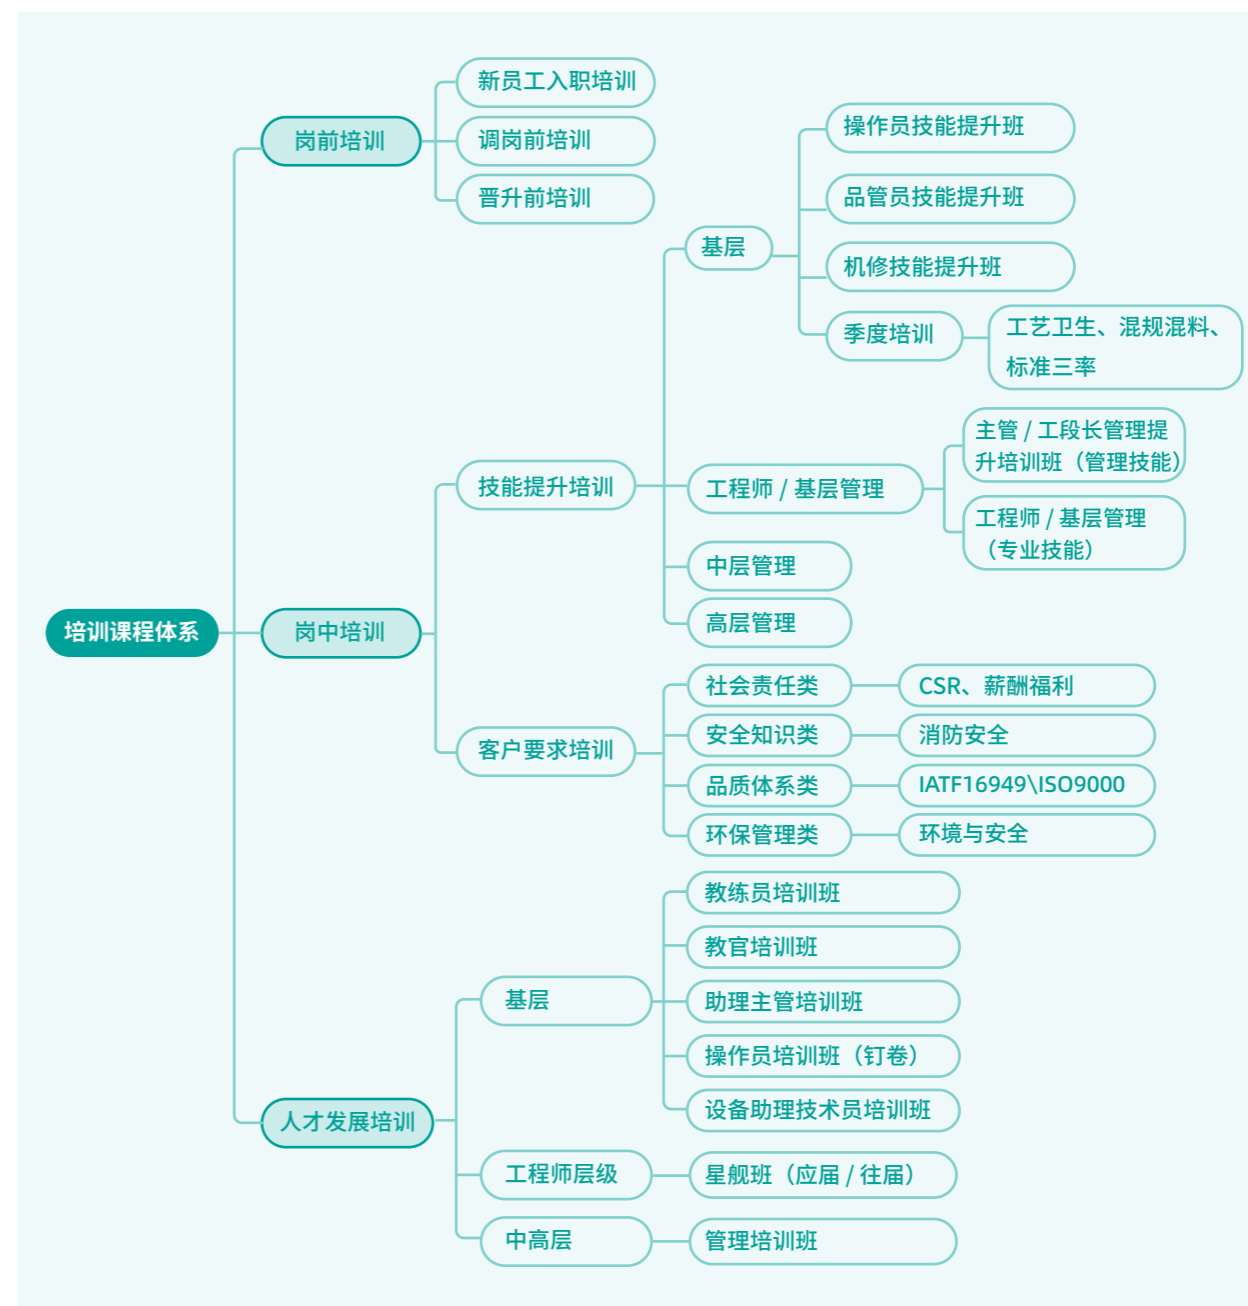 培训课程体系
岗前培训
新员工入职培训
调岗前培训
晋升前培训
岗中培训
技能提升培训
基层
操作员技能提升班
品管员技能提升班
机修技能提升班
季度培训
工艺卫生、混规混料、
标准三率
工程师 / 基层管理
主管 / 工段长管理提
升培训班（管理技能）
工程师 / 基层管理
（专业技能）
中层管理
高层管理
客户要求培训
社会责任类
CSR、薪酬福利
安全知识类
消防安全
品质体系类
IATF16949\ISO9000
环保管理类
环境与安全
人才发展培训
基层
教练员培训班
教官培训班
助理主管培训班
操作员培训班（钉卷）
设备助理技术员培训班
工程师层级
星舰班（应届 / 往届）
中高层
管理培训班